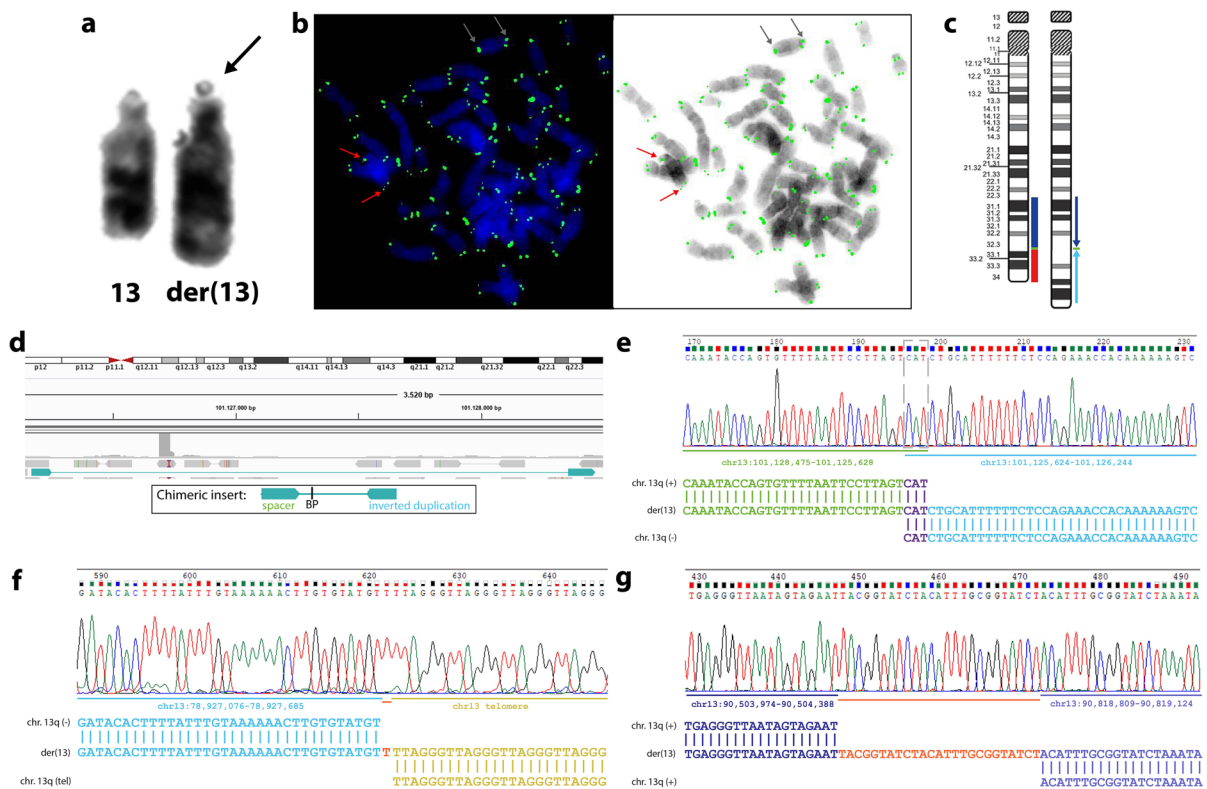 a
13
der(13)
b
c
13
12
11.2
11.1
11
12.11
12.12
12.13
12.2
12.3
13.1
13.2
13.3
14.11
14.12
14.13
14.2
14.3
21.1
21.2
21.31
21.32
21.33
22.1
22.2
22.3
31.1
31.2
31.3
32.1
32.2
32.3
33.1
33.2
33.3
34
d
p12 p11.2 p11.1 q12.11 q12.13 q12.3 q13.2 q14.11 q14.3 q21.1 q21.2 q21.32 q22.1 q22.3
3.520 bp
101.127.000 bp 101.128.000 bp
Chimeric insert:
spacer BP inverted duplication
e
170 180 190 200 210 220 230
CAAATACCAGTGTTTTAATTCCTTAGTCATCTGCATTTTTTCTCCAGAAACCACAAAAAAGTC
chr13:101,128,475-101,125,628 chr13:101,125,624-101,126,244
chr. 13q (+) CAAATACCAGTGTTTTAATTCCTTAGTCAT
der(13) CAAATACCAGTGTTTTAATTCCTTAGTCATCTGCATTTTTTCTCCAGAAACCACAAAAAAGTC
chr. 13q (-) CATCTGCATTTTTTCTCCAGAAACCACAAAAAAGTC
f
590 600 610 620 630 640
GATACACTTTTATTTGTAAAAAACTTGTGTATGTTTTAGGGTTAGGGTTAGGGTTAGGG
chr13:78,927,076-78,927,685 chr13 telomere
chr. 13q (-) GATACACTTTTATTTGTAAAAAACTTGTGTATGT
der(13) GATACACTTTTATTTGTAAAAAACTTGTGTATGTTTTAGGGTTAGGGTTAGGGTTAGGG
chr. 13q (tel) TTAGGGTTAGGGTTAGGGTTAGGG
g
430 440 450 460 470 480 490
TGAGGGTTAATAGTAGAATTACGGTATCTACATTTGCGGTATCTACATTTGCGGTATCTAAATA
chr13:90,503,974-90,504,388 chr13:90,818,809-90,819,124
chr. 13q (+) TGAGGGTTAATAGTAGAAT
der(13) TGAGGGTTAATAGTAGAATTACGGTATCTACATTTGCGGTATCTACATTTGCGGTATCTAAATA
chr. 13q (+) ACATTTGCGGTATCTAAATA